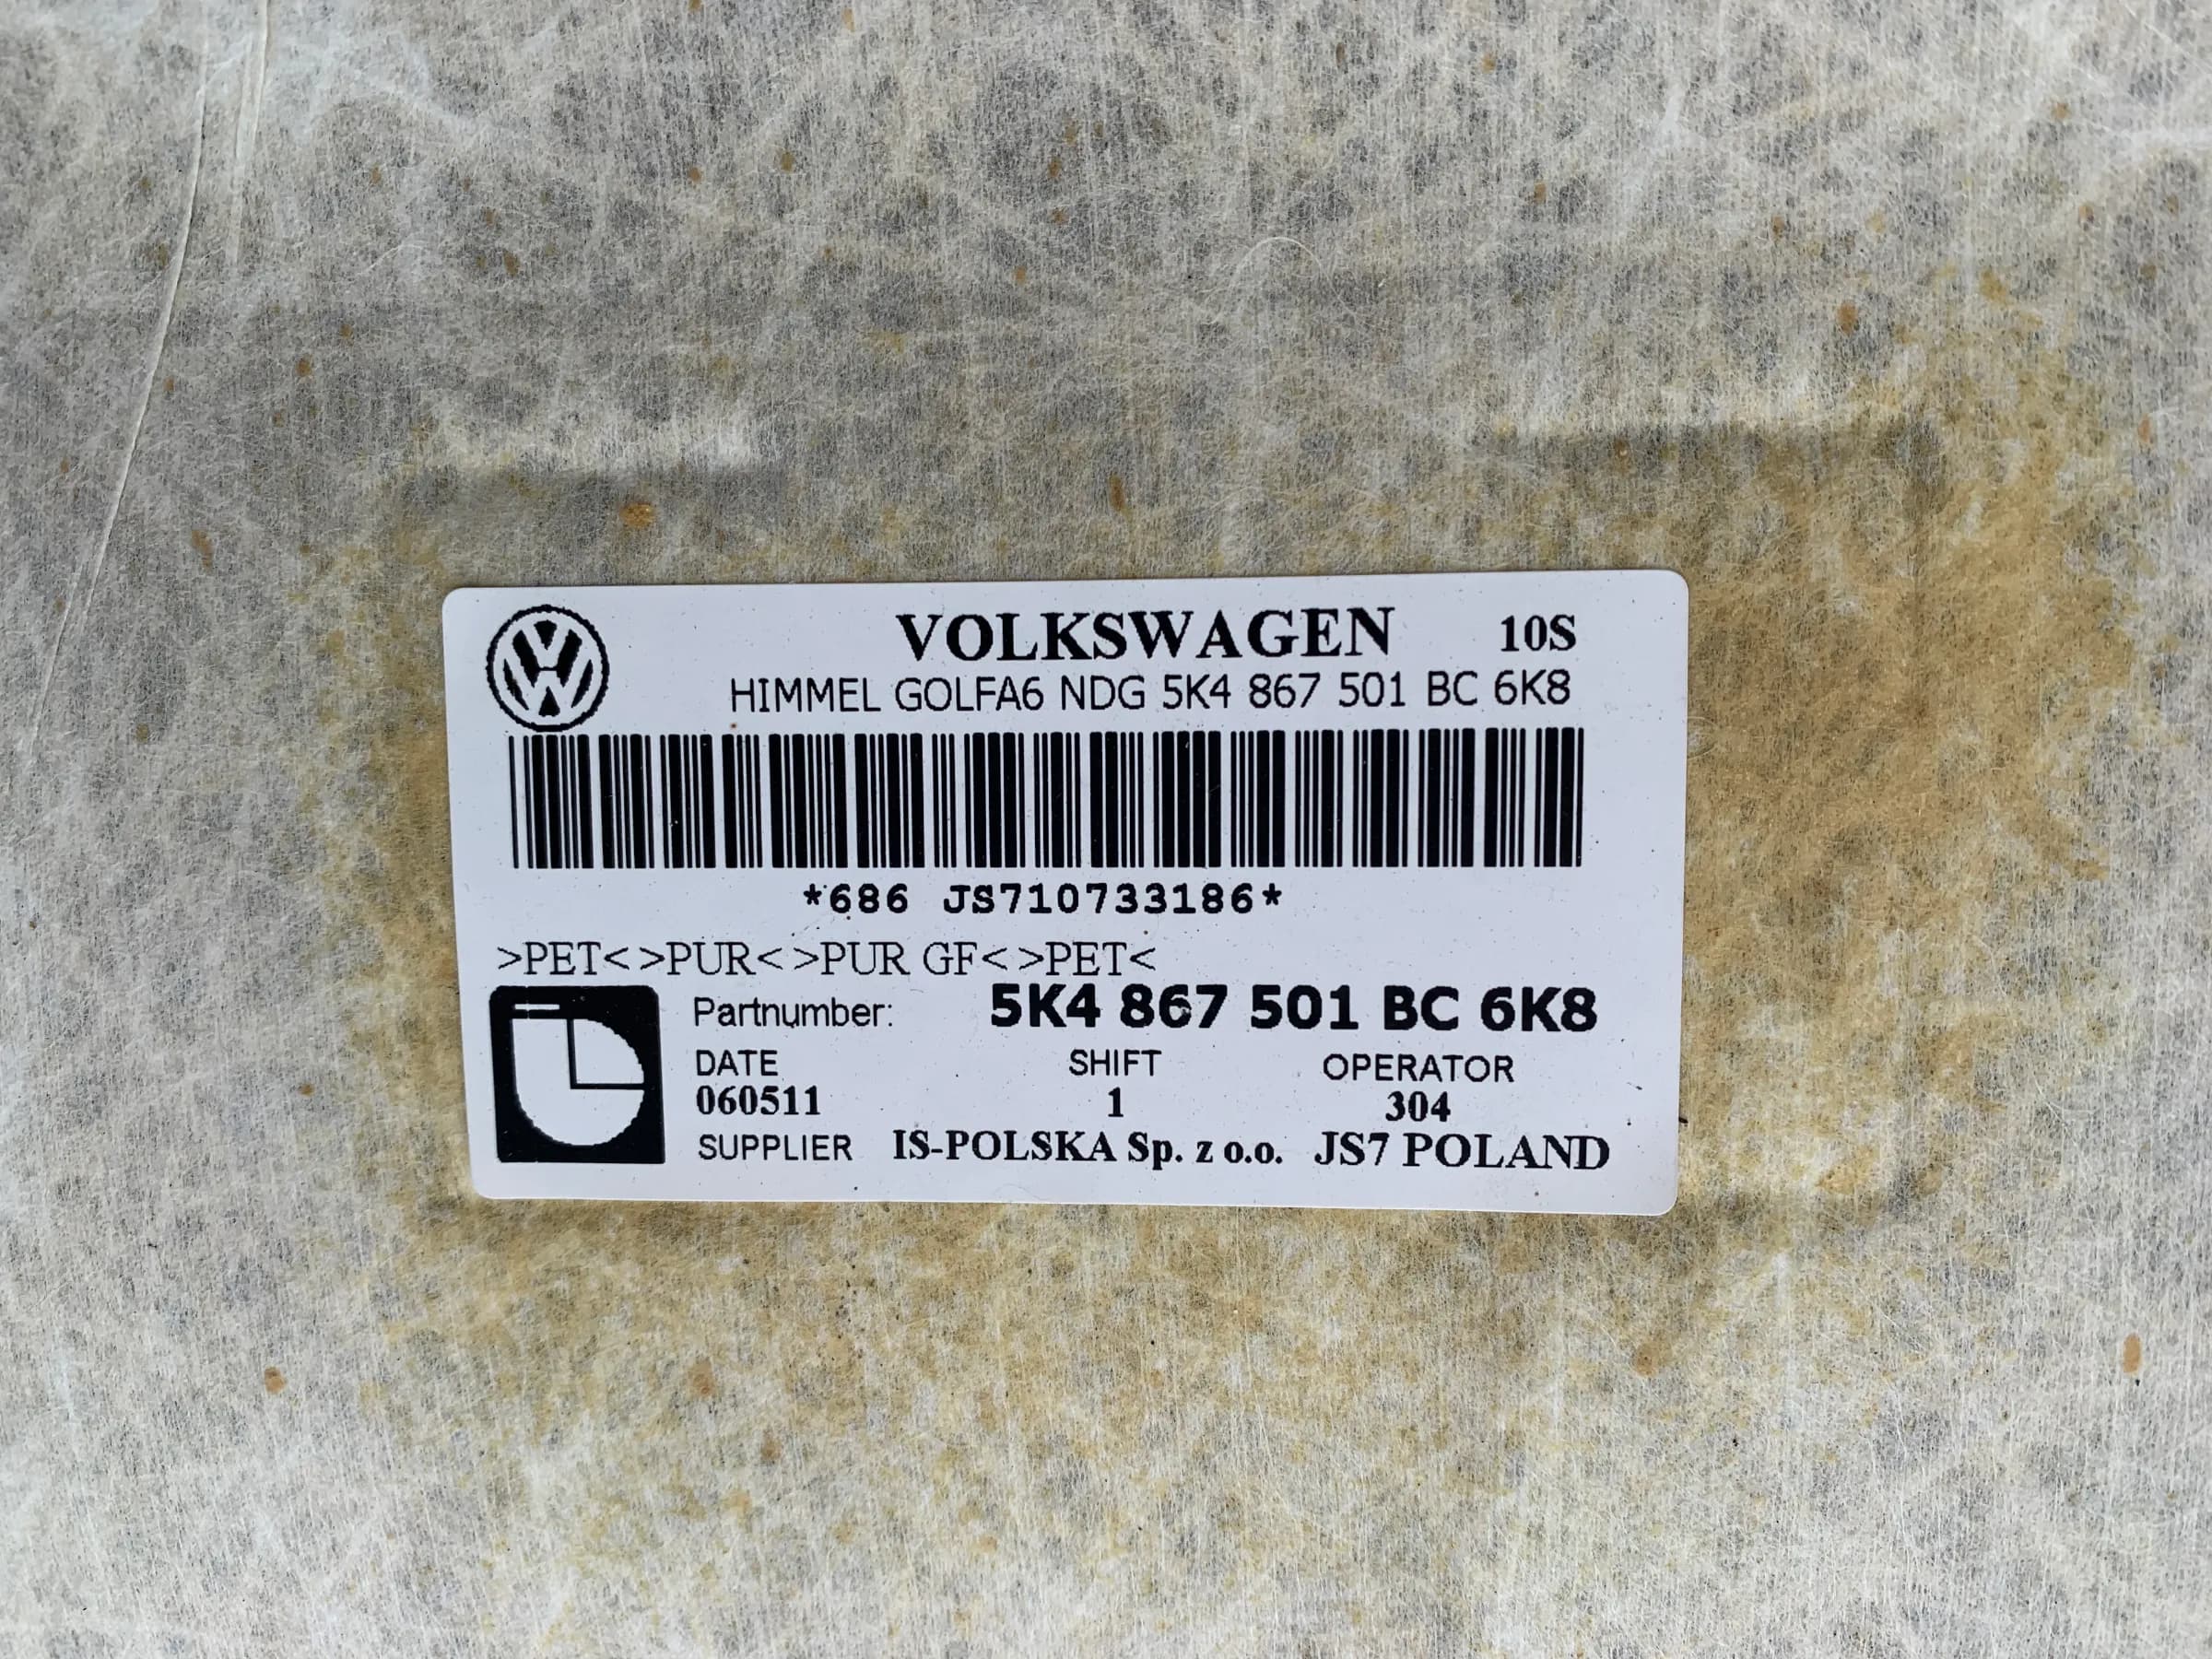 VOLKSWAGEN 10S
HIMMEL GOLFA6 NDG 5K4 867 501 BC 6K8
*686 JS710733186*
>PET< >PUR< >PUR GF< >PET<
Partnumber: 5K4 867 501 BC 6K8
DATE SHIFT OPERATOR
060511 1 304
SUPPLIER IS-POLSKA Sp. z o.o. JS7 POLAND